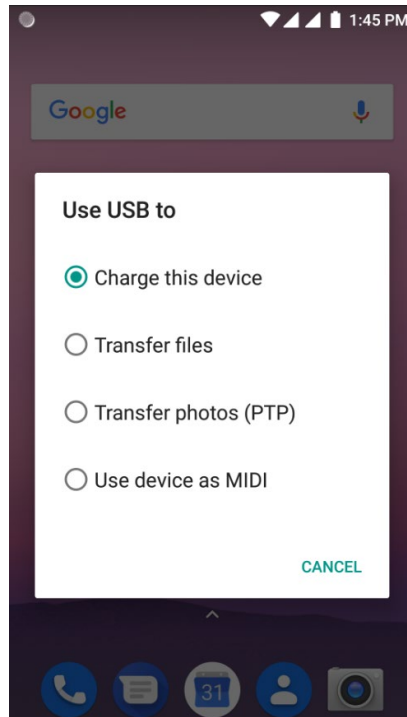 1:45 PM
Google
Use USB to
Charge this device
Transfer files
Transfer photos (PTP)
Use device as MIDI
CANCEL
31